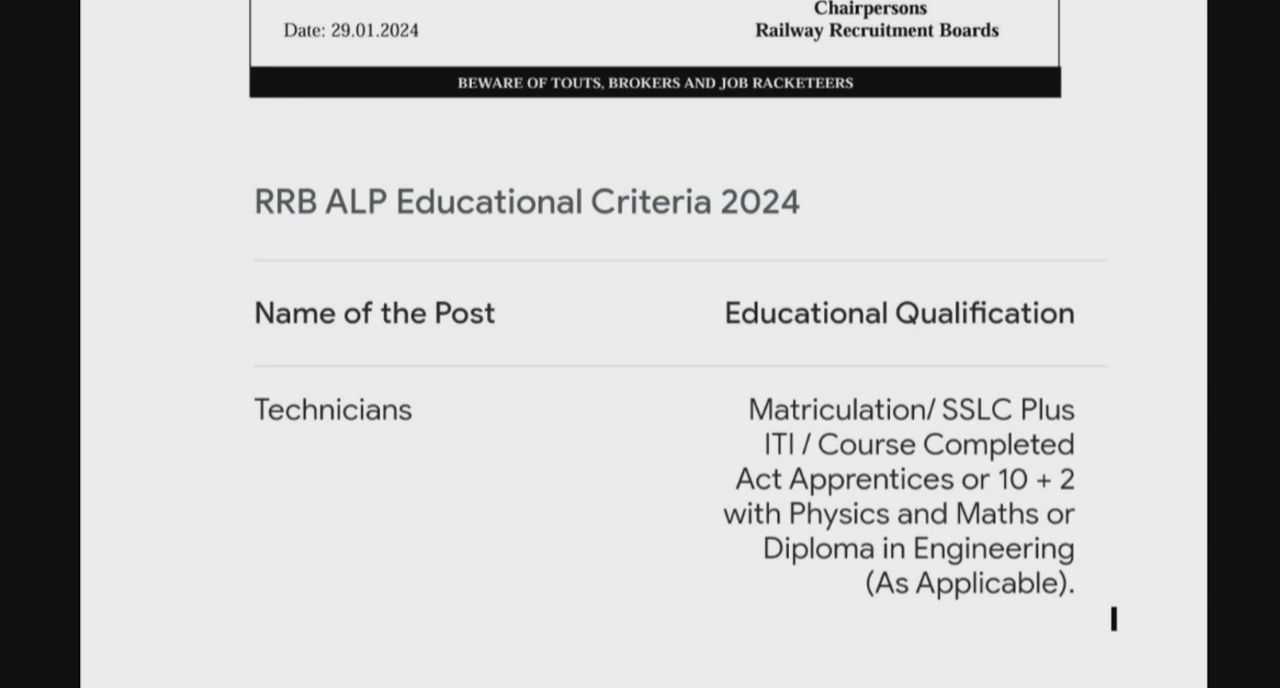 Chairpersons
Date: 29.01.2024
Railway Recruitment Boards
BEWARE OF TOUTS, BROKERS AND JOB RACKETEERS
RRB ALP Educational Criteria 2024
Name of the Post
Educational Qualification
Technicians
Matriculation/ SSLC Plus
ITI / Course Completed
Act Apprentices or 10 + 2
with Physics and Maths or
Diploma in Engineering
(As Applicable).